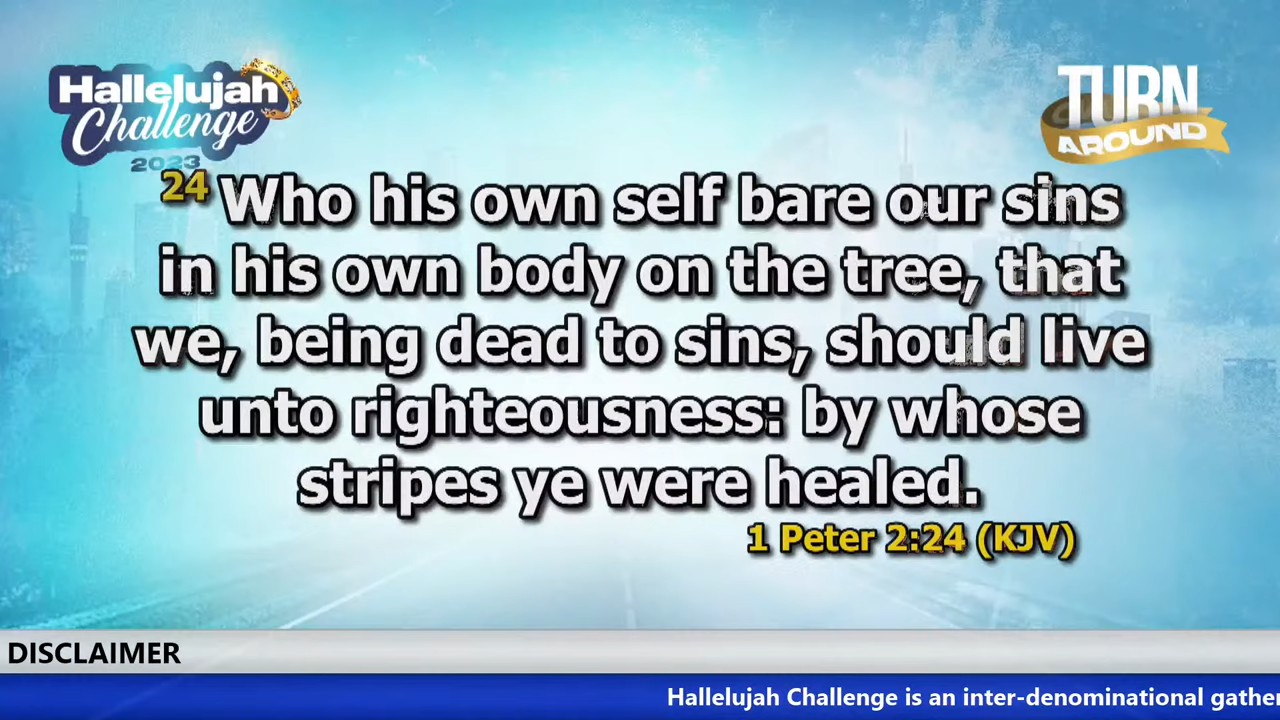 Hallelujah
Challenge
2023
TURN
AROUND
24 Who his own self bare our sins
in his own body on the tree, that
we, being dead to sins, should live
unto righteousness: by whose
stripes ye were healed.
1 Peter 2:24 (KJV)
DISCLAIMER
Hallelujah Challenge is an inter-denominational